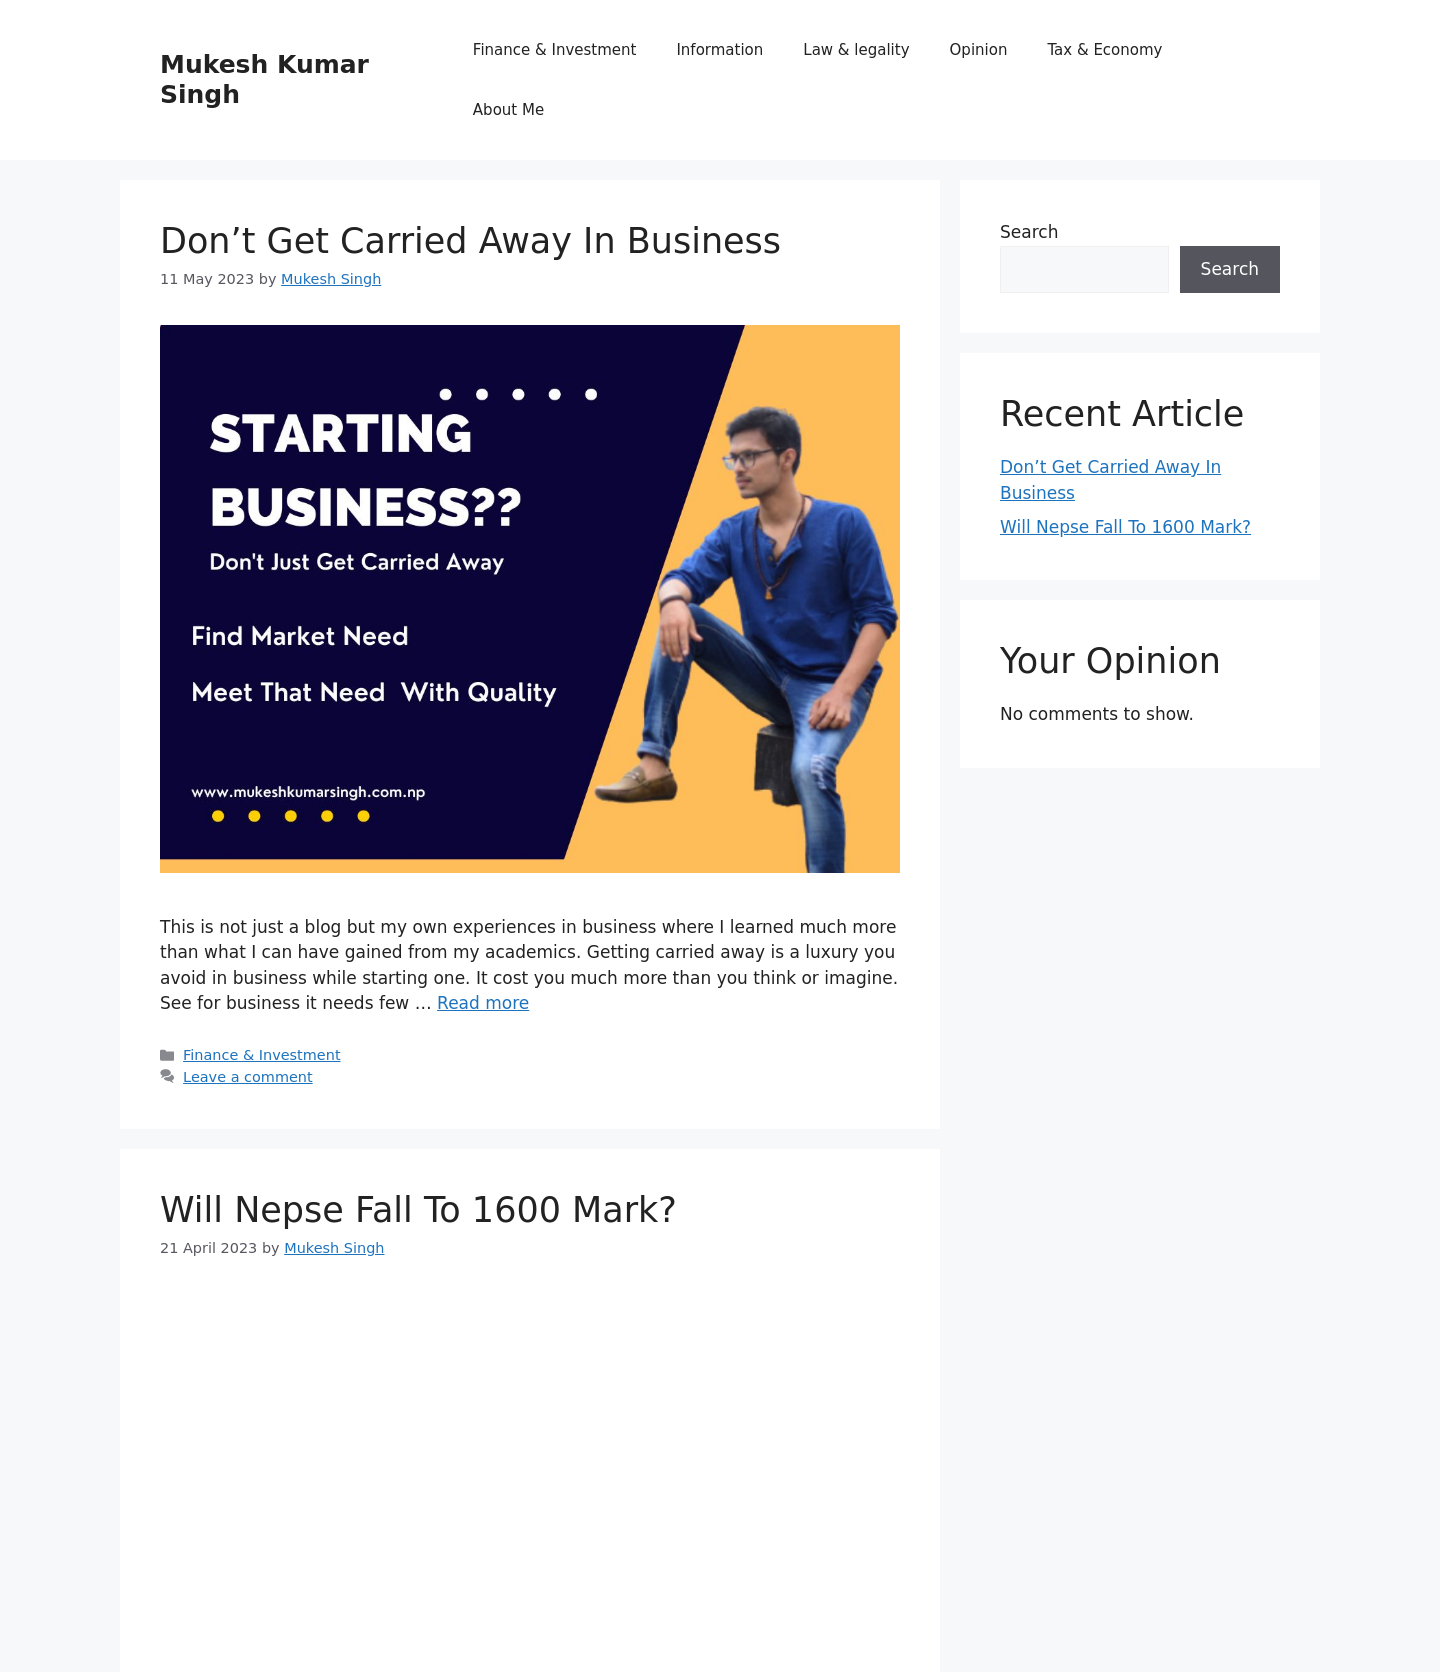 Mukesh Kumar
Singh
Finance & Investment
Information
Law & legality
Opinion
Tax & Economy
About Me
Don’t Get Carried Away In Business
11 May 2023 by Mukesh Singh
STARTING
BUSINESS??
Don't Just Get Carried Away
Find Market Need
Meet That Need With Quality
www.mukeshkumarsingh.com.np
This is not just a blog but my own experiences in business where I learned much more
than what I can have gained from my academics. Getting carried away is a luxury you
avoid in business while starting one. It cost you much more than you think or imagine.
See for business it needs few … Read more
Finance & Investment
Leave a comment
Will Nepse Fall To 1600 Mark?
21 April 2023 by Mukesh Singh
Search
Search
Recent Article
Don’t Get Carried Away In
Business
Will Nepse Fall To 1600 Mark?
Your Opinion
No comments to show.